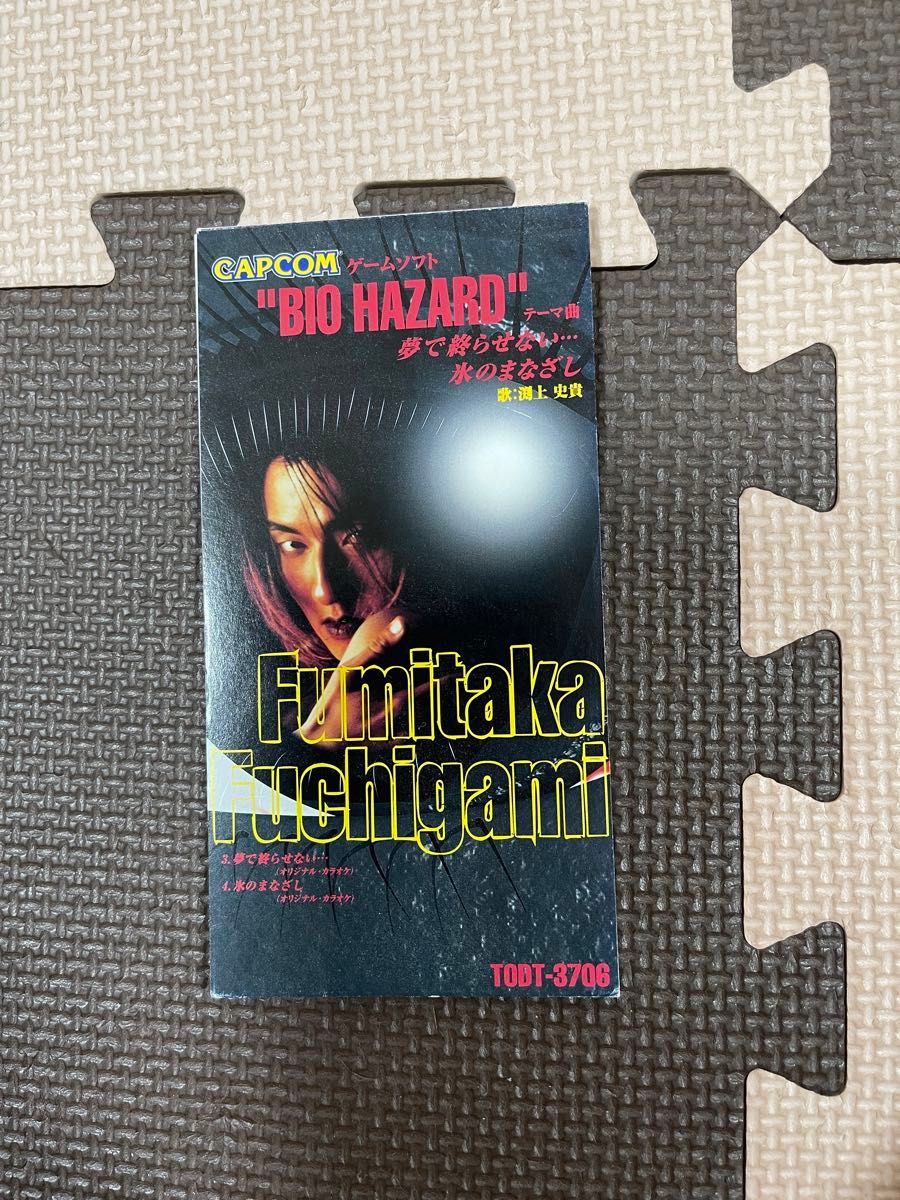 CAPCOM ゲームソフト
"BIO HAZARD" テーマ曲
夢で終らせない…
氷のまなざし
歌:渕上 史貴
Fumitaka
Fuchigami
3.夢で終らせない…
(オリジナル・カラオケ)
4.氷のまなざし
(オリジナル・カラオケ)
TODT-3706